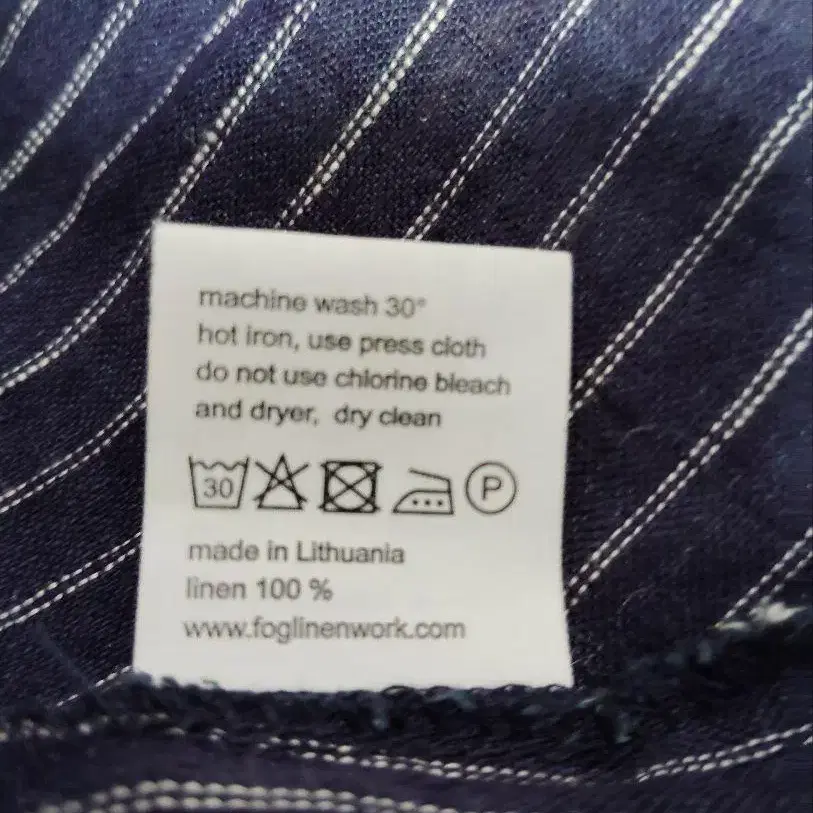 machine wash 30°
hot iron, use press cloth
do not use chlorine bleach
and dryer, dry clean
30 P
made in Lithuania
linen 100 %
www.foglinenwork.com